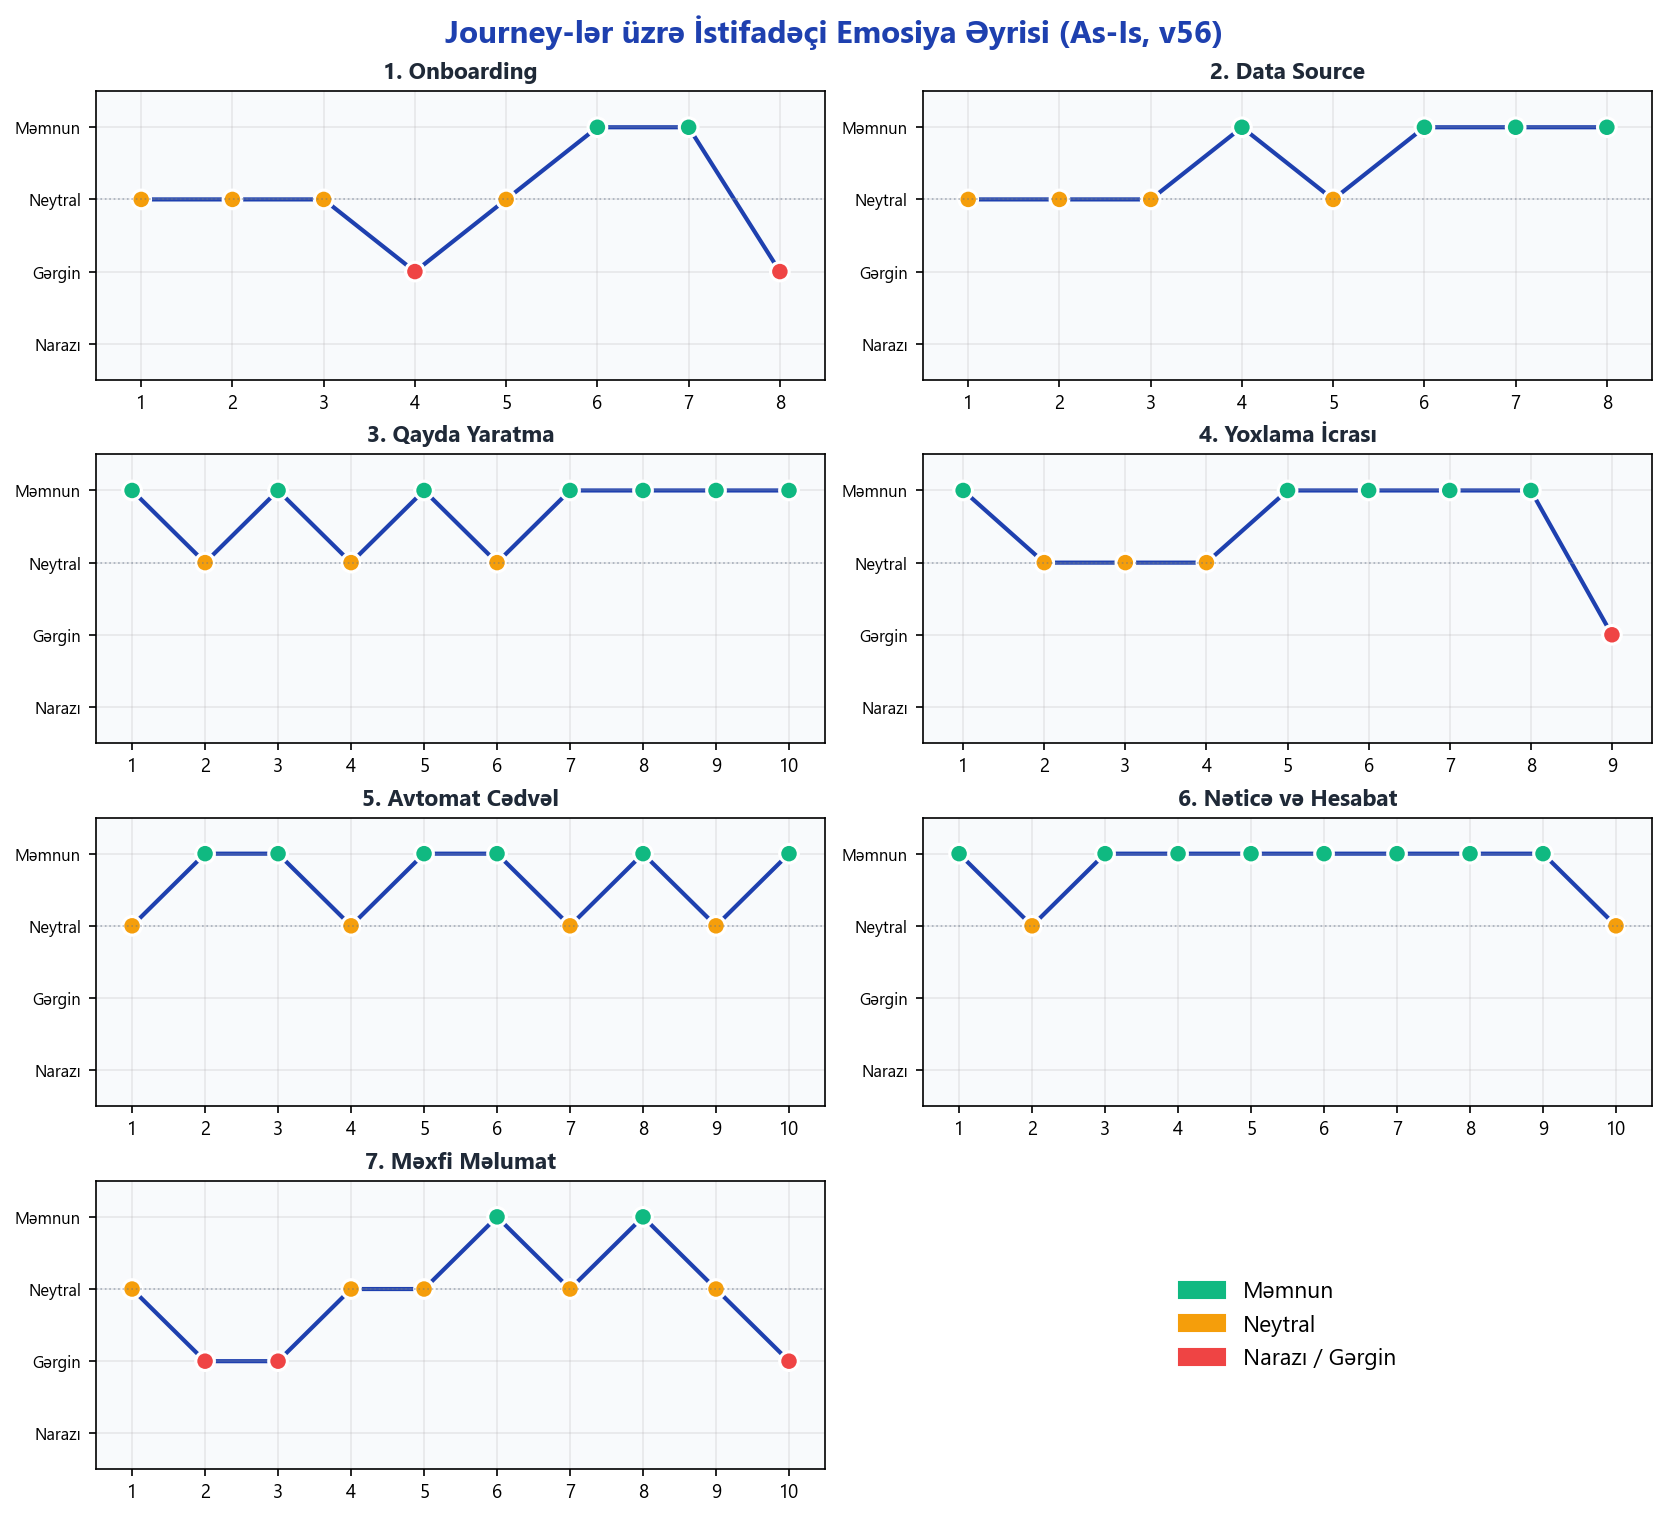 Journey-lər üzrə İstifadəçi Emosiya Əyrisi (As-Is, v56)
1. Onboarding
Məmnun
Neytral
Gərgin
Narazı
1 2 3 4 5 6 7 8
2. Data Source
Məmnun
Neytral
Gərgin
Narazı
1 2 3 4 5 6 7 8
3. Qayda Yaratma
Məmnun
Neytral
Gərgin
Narazı
1 2 3 4 5 6 7 8 9 10
4. Yoxlama İcrası
Məmnun
Neytral
Gərgin
Narazı
1 2 3 4 5 6 7 8 9
5. Avtomat Cədvəl
Məmnun
Neytral
Gərgin
Narazı
1 2 3 4 5 6 7 8 9 10
6. Nəticə və Hesabat
Məmnun
Neytral
Gərgin
Narazı
1 2 3 4 5 6 7 8 9 10
7. Məxfi Məlumat
Məmnun
Neytral
Gərgin
Narazı
1 2 3 4 5 6 7 8 9 10
Məmnun
Neytral
Narazı / Gərgin